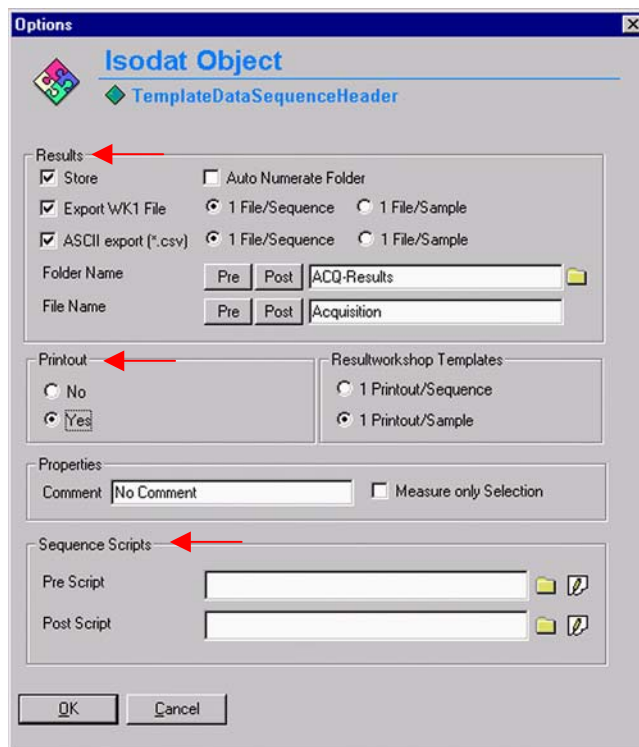 Options
Isodat Object
TemplateDataSequenceHeader
Results
Store Auto Numerate Folder
Export WK1 File 1 File/Sequence 1 File/Sample
ASCII export (*.csv) 1 File/Sequence 1 File/Sample
Folder Name Pre Post ACQ-Results
File Name Pre Post Acquisition
Printout Resultworkshop Templates
No 1 Printout/Sequence
Yes 1 Printout/Sample
Properties
Comment No Comment Measure only Selection
Sequence Scripts
Pre Script
Post Script
OK Cancel